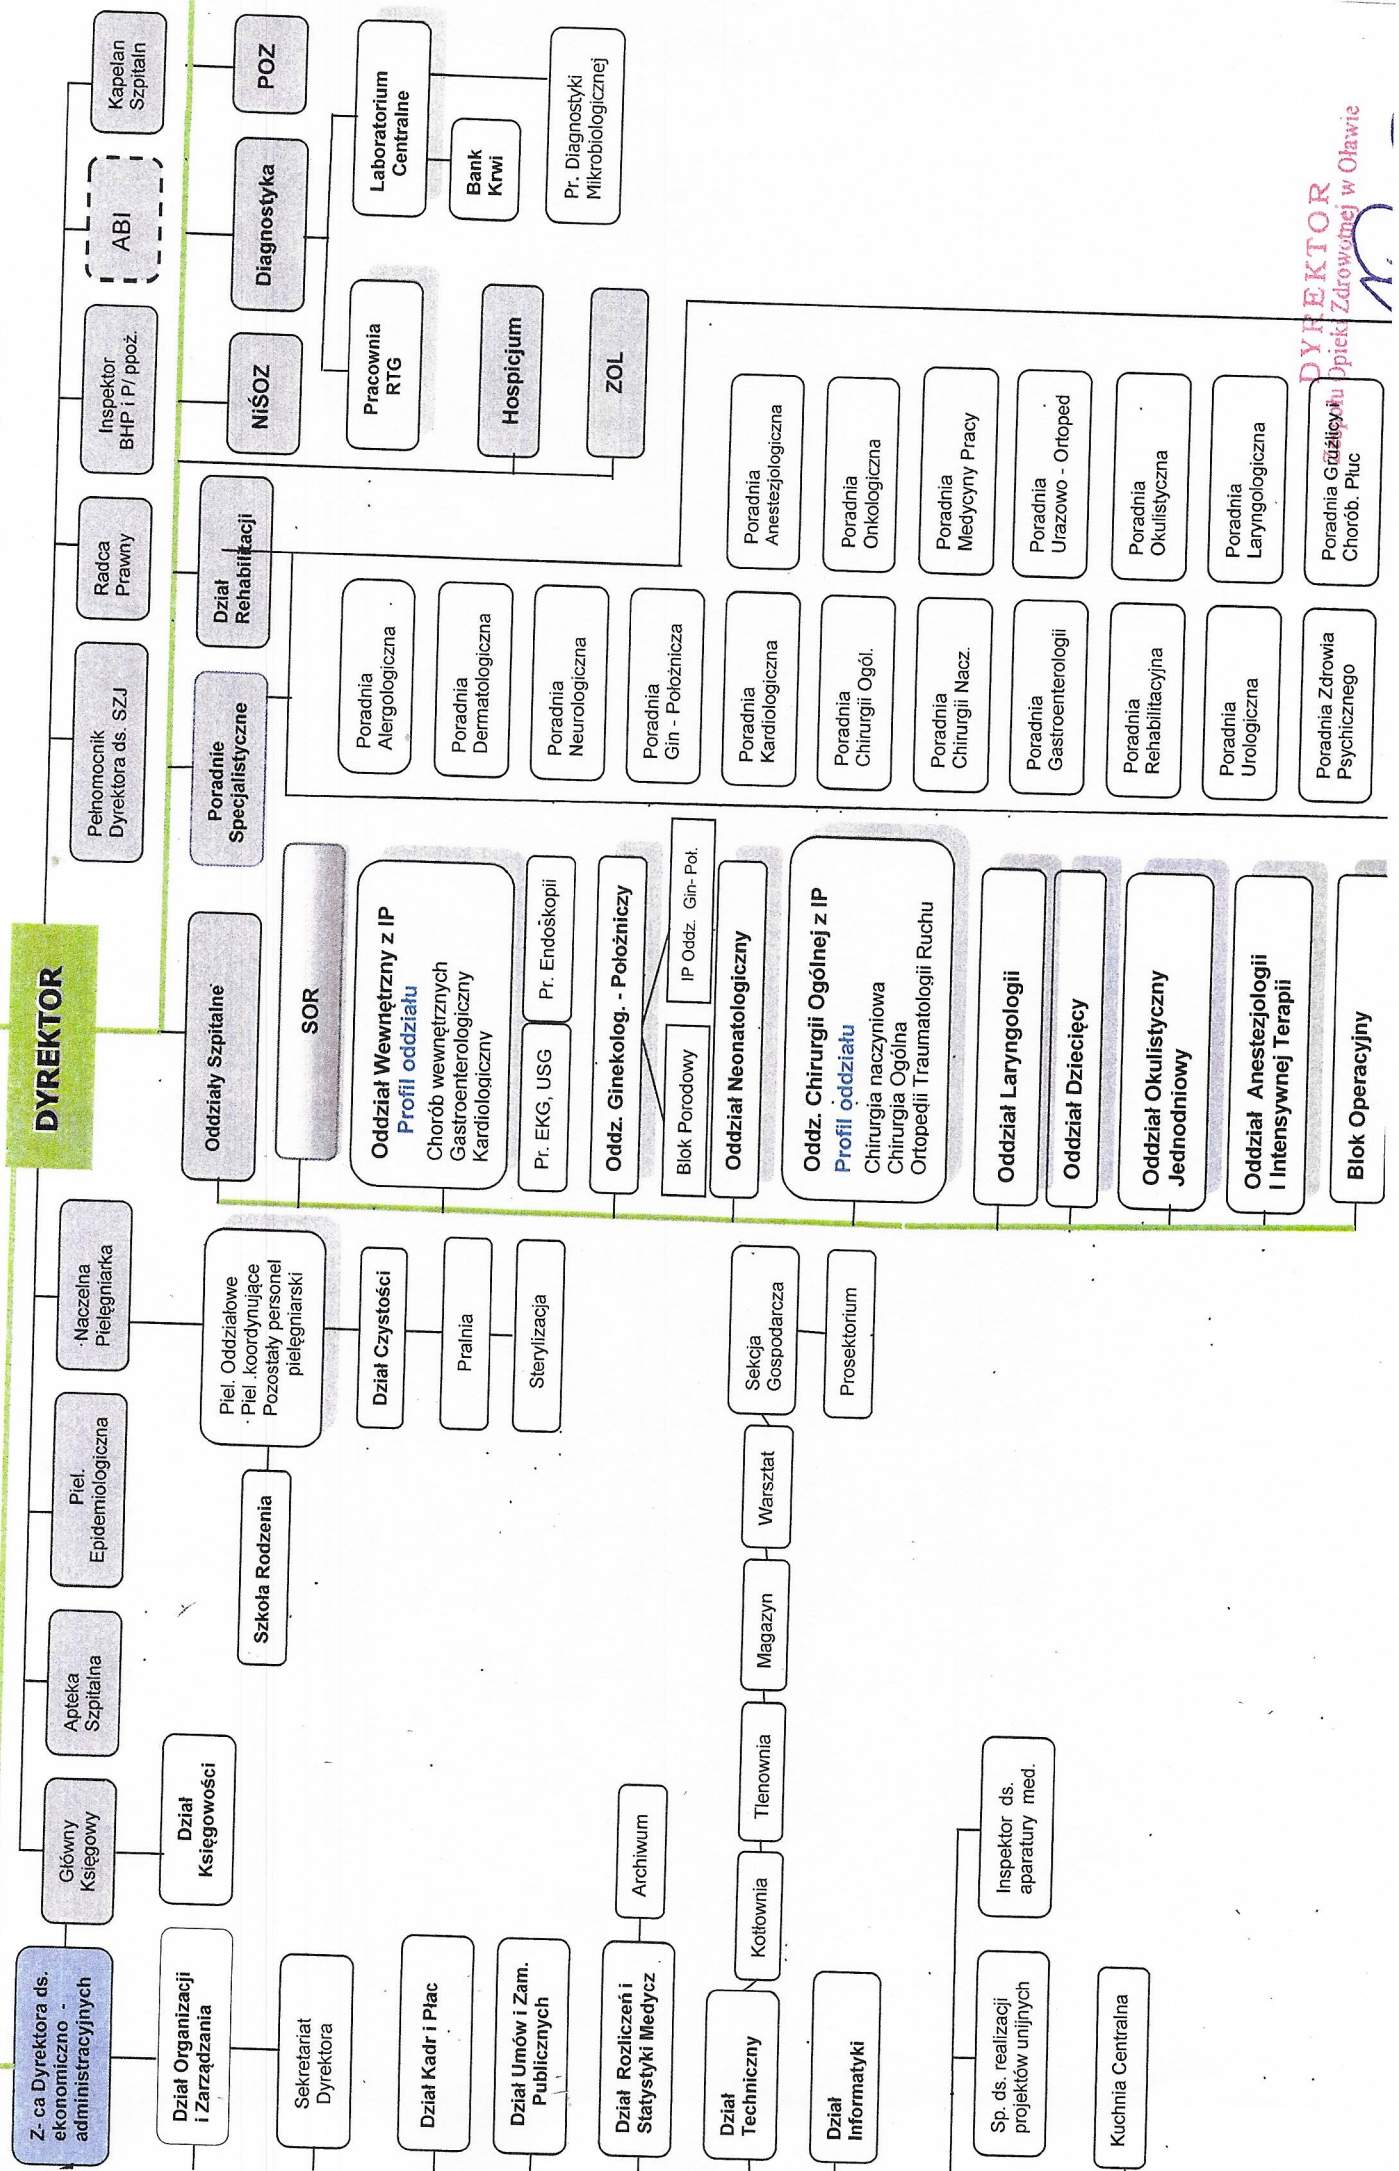 DYREKTOR
Z- ca Dyrektora ds.
ekonomiczno -
administracyjnych
Główny
Księgowy
Apteka
Szpitalna
Piel.
Epidemiologiczna
Naczelna
Pielęgniarka
Pełnomocnik
Dyrektora ds. SZJ
Radca
Prawny
Inspektor
BHP i P/ ppoż.
ABI
Kapelan
Szpitaln
Dział Organizacji
i Zarządzania
Dział
Księgowości
Sekretariat
Dyrektora
Dział Kadr i Płac
Dział Umów i Zam.
Publicznych
Dział Rozliczeń i
Statystyki Medycz
Archiwum
Dział
Techniczny
Kotłownia
Tlenownia
Magazyn
Warsztat
Sekcja
Gospodarcza
Prosektorium
Dział
Informatyki
Sp. ds. realizacji
projektów unijnych
Inspektor ds.
aparatury med.
Kuchnia Centralna
Piel. Oddziałowe
Piel .koordynujące
Pozostały personel
pielęgniarski
Szkoła Rodzenia
Dział Czystości
Pralnia
Sterylizacja
Oddziały Szpitalne
SOR
Oddział Wewnętrzny z IP
Profil oddziału
Chorób wewnętrznych
Gastroenterologiczny
Kardiologiczny
Pr. EKG, USG
Pr. Endoskopii
Oddz. Ginekolog. - Położniczy
Blok Porodowy
IP Oddz. Gin- Poł.
Oddział Neonatologiczny
Oddz. Chirurgii Ogólnej z IP
Profil oddziału
Chirurgia naczyniowa
Chirurgia Ogólna
Ortopedji Traumatologii Ruchu
Oddział Laryngologii
Oddział Dziecięcy
Oddział Okulistyczny
Jednodniowy
Oddział Anestezjologii
I Intensywnej Terapii
Blok Operacyjny
Poradnie
Specjalistyczne
Poradnia
Alergologiczna
Poradnia
Dermatologiczna
Poradnia
Neurologiczna
Poradnia
Gin - Położnicza
Poradnia
Kardiologiczna
Poradnia
Chirurgii Ogól.
Poradnia
Chirurgii Nacz.
Poradnia
Gastroenterologii
Poradnia
Rehabilitacyjna
Poradnia
Urologiczna
Poradnia Zdrowia
Psychicznego
Poradnia
Anestezjologiczna
Poradnia
Onkologiczna
Poradnia
Medycyny Pracy
Poradnia
Urazowo - Ortoped
Poradnia
Okulistyczna
Poradnia
Laryngologiczna
Poradnia Gruźlicy i
Chorób. Płuc
Dział
Rehabilitacji
NiŚOZ
Diagnostyka
POZ
Pracownia
RTG
Laboratorium
Centralne
Bank
Krwi
Pr. Diagnostyki
Mikrobiologicznej
Hospicjum
ZOL
DYREKTOR
Zespołu Opieki Zdrowotnej w Oławie